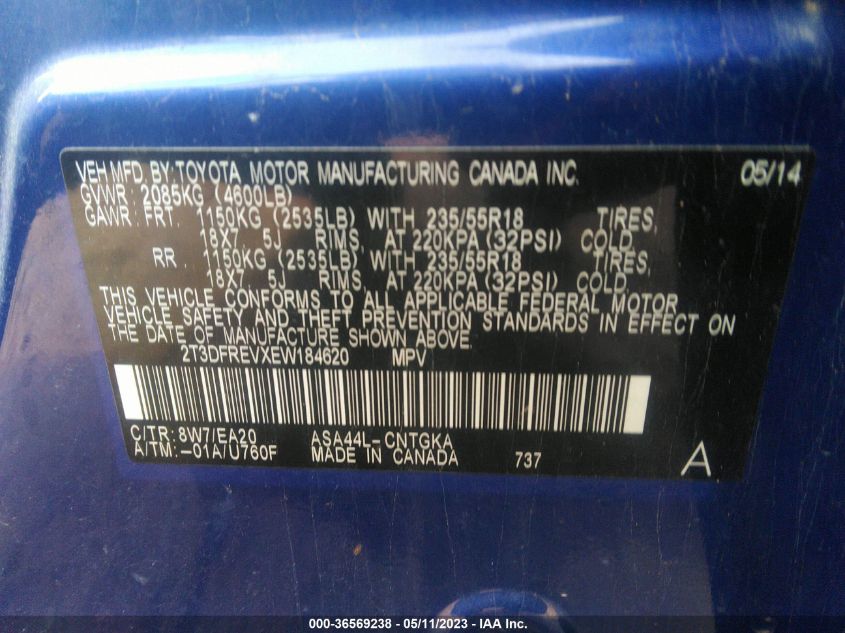 VEH MFD. BY: TOYOTA MOTOR MANUFACTURING CANADA INC. 05/14
GVWR: 2085KG (4600LB)
GAWR: FRT. 1150KG (2535LB) WITH 235/55R18 TIRES,
18X7. 5J RIMS, AT 220KPA (32PSI) COLD.
RR 1150KG (2535LB) WITH 235/55R18 TIRES,
18X7. 5J RIMS, AT 220KPA (32PSI) COLD.
THIS VEHICLE CONFORMS TO ALL APPLICABLE FEDERAL MOTOR
VEHICLE SAFETY AND THEFT PREVENTION STANDARDS IN EFFECT ON
THE DATE OF MANUFACTURE SHOWN ABOVE.
2T3DFREVXEW184620 MPV
C/TR: 8W7/EA20 ASA44L-CNTGKA
A/TM: -01A/U760F MADE IN CANADA 737 A
000-36569238 - 05/11/2023 - IAA Inc.